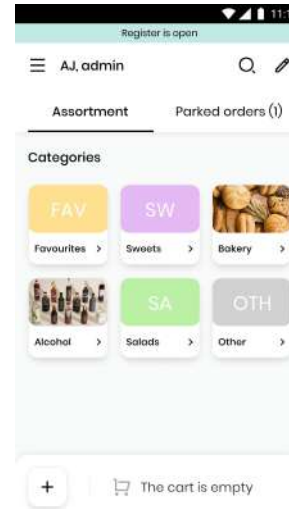 Register is open
AJ, admin
Assortment
Parked orders (1)
Categories
FAV
SW
Favourites >
Sweets >
Bakery >
SA
OTH
Alcohol >
Salads >
Other >
+
The cart is empty